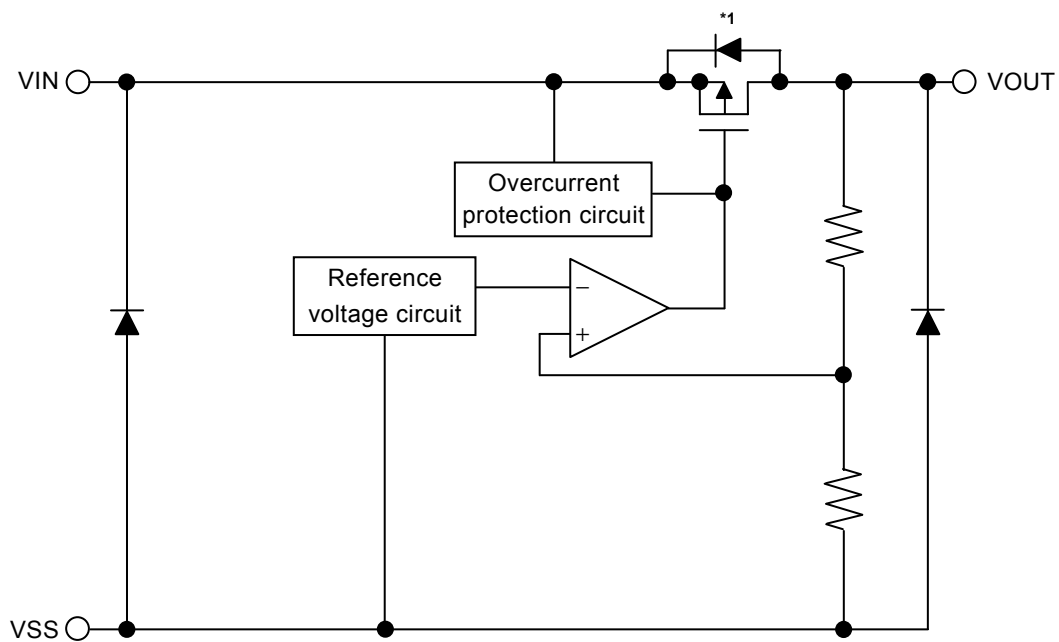 *1
VIN
VOUT
Overcurrent
protection circuit
Reference
voltage circuit
−
+
VSS